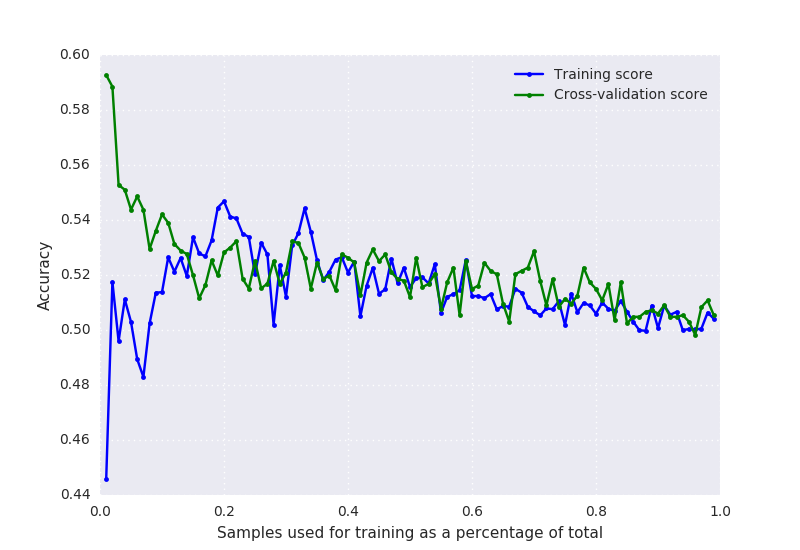 0.60
0.58
0.56
0.54
0.52
0.50
0.48
0.46
0.44
Accuracy
Training score
Cross-validation score
0.0 0.2 0.4 0.6 0.8 1.0
Samples used for training as a percentage of total